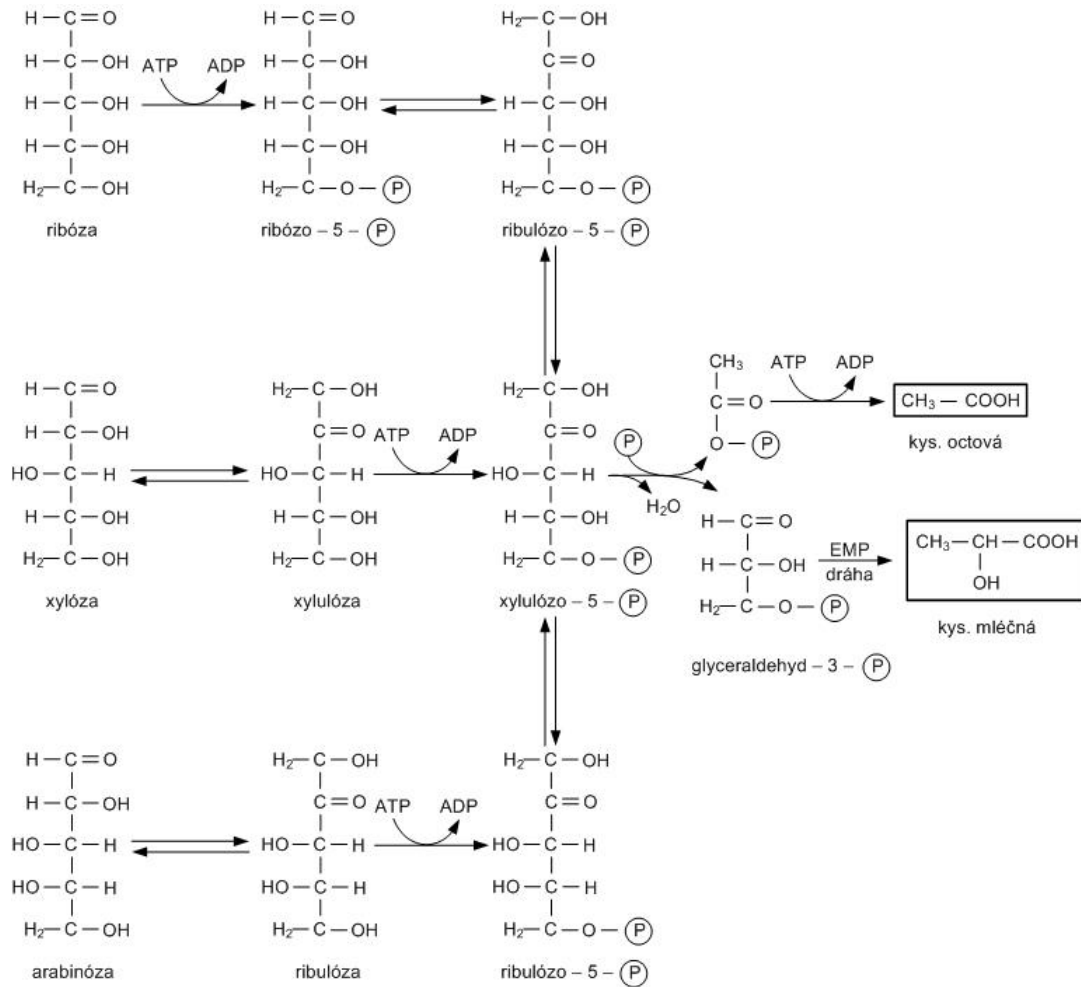 H – C = O
H – C – OH
H – C – OH
H – C – OH
H₂ – C – OH
ribóza
ATP ADP
H – C = O
H – C – OH
H – C – OH
H – C – OH
H₂ – C – O – P
ribózo – 5 – P
H₂ – C – OH
C = O
H – C – OH
H – C – OH
H₂ – C – O – P
ribulózo – 5 – P
H – C = O
H – C – OH
HO – C – H
H – C – OH
H₂ – C – OH
xylóza
H₂ – C – OH
C = O
HO – C – H
H – C – OH
H₂ – C – OH
xylulóza
ATP ADP
H₂ – C – OH
C = O
HO – C – H
H – C – OH
H₂ – C – O – P
xylulózo – 5 – P
P
H₂O
CH₃
C = O
O – P
ATP ADP
CH₃ – COOH
kys. octová
H – C = O
H – C – OH
H₂ – C – O – P
glyceraldehyd – 3 – P
EMP
dráha
CH₃ – CH – COOH
OH
kys. mléčná
H – C = O
H – C – OH
HO – C – H
HO – C – H
H₂ – C – OH
arabinóza
H₂ – C – OH
C = O
HO – C – H
HO – C – H
H₂ – C – OH
ribulóza
ATP ADP
H₂ – C – OH
C = O
HO – C – H
HO – C – H
H₂ – C – O – P
ribulózo – 5 – P